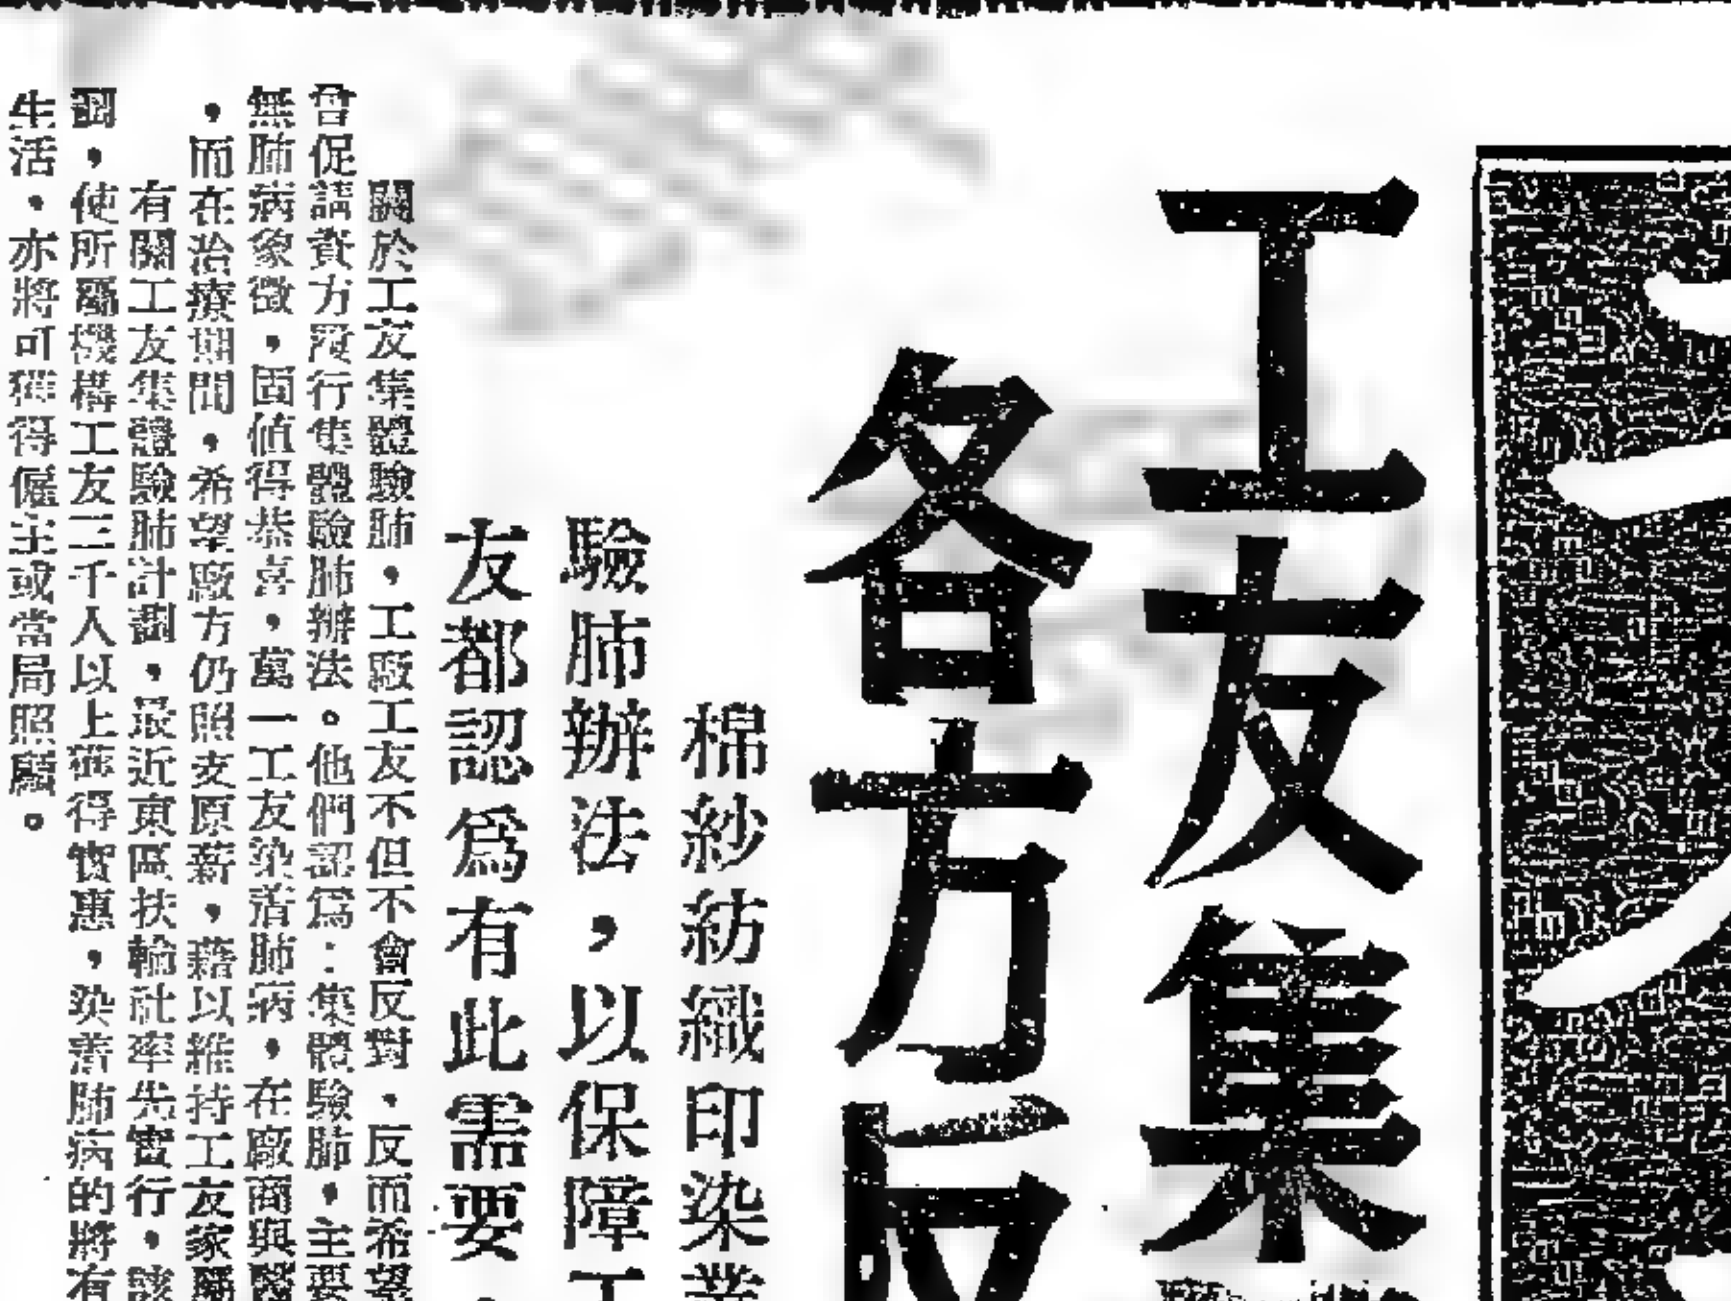 工友集
各方反
棉紗紡織印染業
驗肺辦法，以保障工
友都認爲有此需要，
關於工友集體驗肺，工廠工友不但不會反對，反而希望
曾促請資方設行集體驗肺辦法。他們認爲：集體驗肺，主要
無肺病象徵，固値得恭喜，萬一工友染着肺病，在廠商與醫
，而在治療期間，希望廠方仍照支原薪，藉以維持工友家屬
有關工友集體驗肺計劃，最近東區扶輪社率先實行，該
劃，使所屬機構工友三千人以上獲得實惠，染着肺病的將有
生活，亦將可獲得僱主或當局照顧。